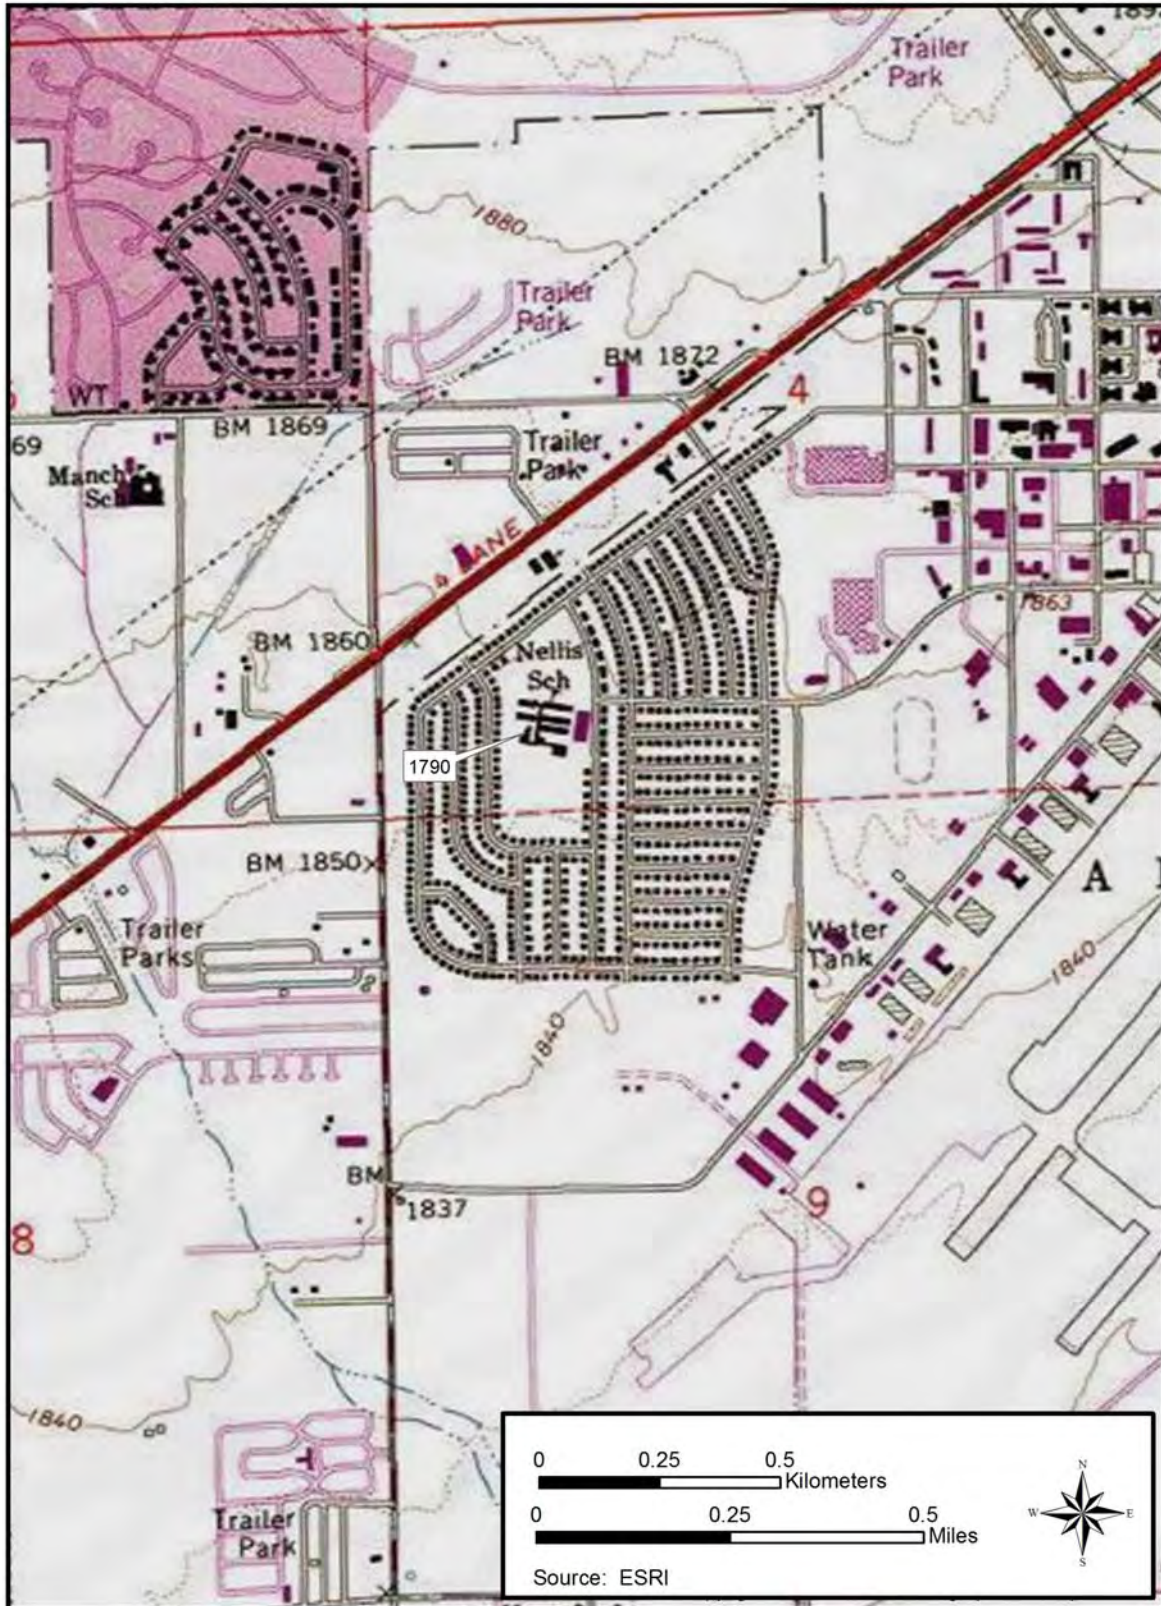 Trailer
Park
1880
Trailer
Park
BM 1872
4
WT
BM 1869
69
Trailer
Park
Manch
Sch
4 LANE
1863
BM 1860
Nellis
Sch
1790
BM 1850
A
Trailer
Parks
Water
Tank
1840
1840
BM
1837
9
8
1840
Trailer
Park
0 0.25 0.5
Kilometers
0 0.25 0.5
Miles
Source: ESRI
N
W E
S